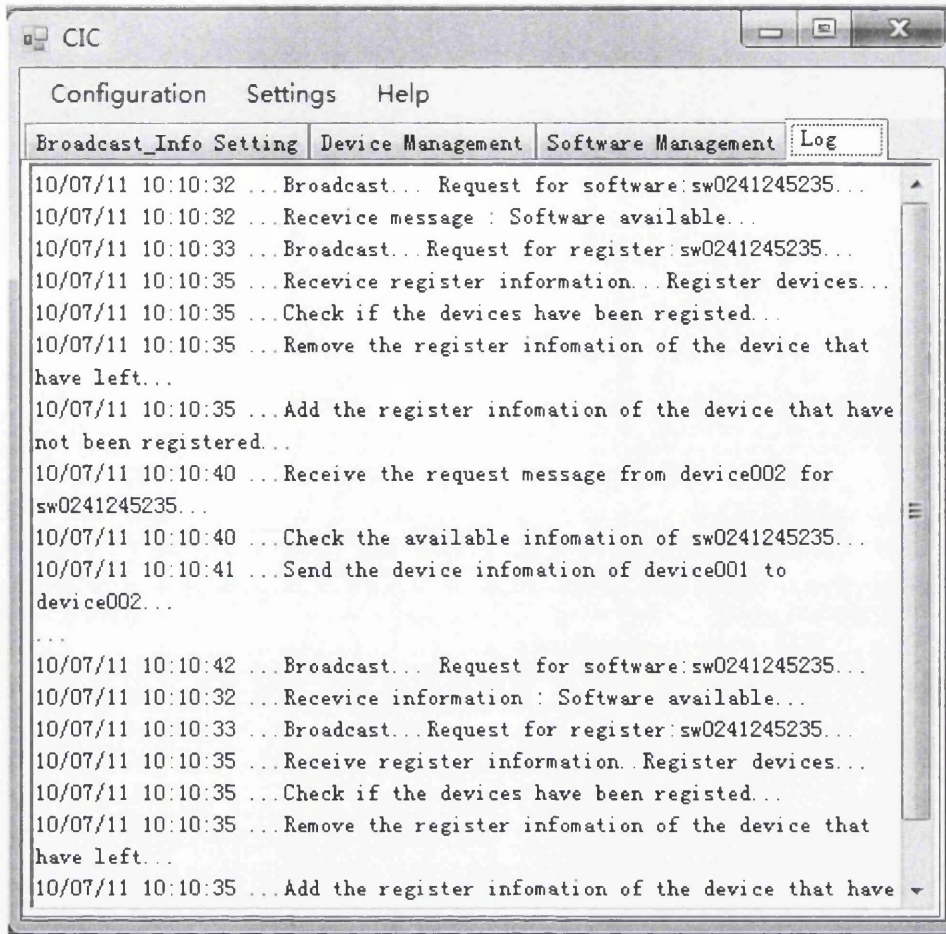 CIC
Configuration Settings Help
Broadcast_Info Setting Device Management Software Management Log
10/07/11 10:10:32 ...Broadcast... Request for software:sw0241245235...
10/07/11 10:10:32 ...Recevice message : Software available...
10/07/11 10:10:33 ...Broadcast...Request for register:sw0241245235...
10/07/11 10:10:35 ...Recevice register information...Register devices...
10/07/11 10:10:35 ...Check if the devices have been registed...
10/07/11 10:10:35 ...Remove the register infomation of the device that
have left...
10/07/11 10:10:35 ...Add the register infomation of the device that have
not been registered...
10/07/11 10:10:40 ...Receive the request message from device002 for
sw0241245235...
10/07/11 10:10:40 ...Check the available infomation of sw0241245235...
10/07/11 10:10:41 ...Send the device infomation of device001 to
device002...
...
10/07/11 10:10:42 ...Broadcast... Request for software:sw0241245235...
10/07/11 10:10:32 ...Recevice information : Software available...
10/07/11 10:10:33 ...Broadcast...Request for register:sw0241245235...
10/07/11 10:10:35 ...Receive register information..Register devices...
10/07/11 10:10:35 ...Check if the devices have been registed...
10/07/11 10:10:35 ...Remove the register infomation of the device that
have left...
10/07/11 10:10:35 ...Add the register infomation of the device that have